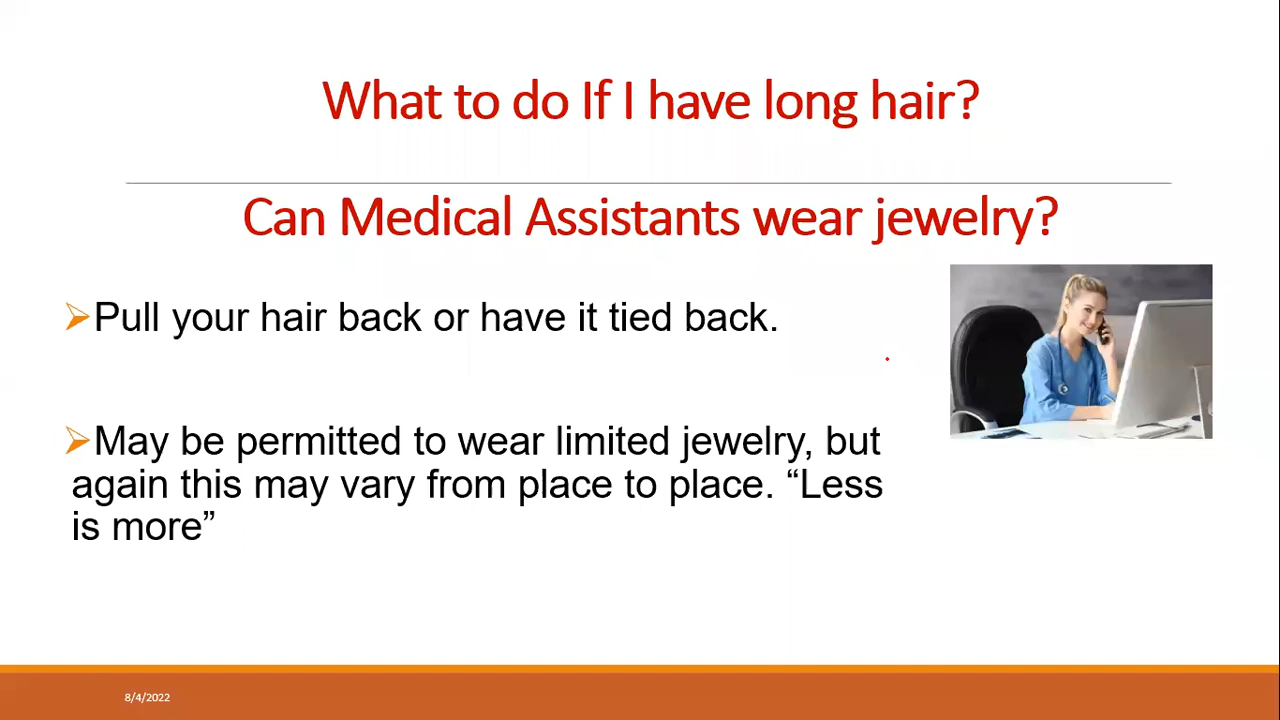 What to do If I have long hair?
Can Medical Assistants wear jewelry?
➢Pull your hair back or have it tied back.
➢May be permitted to wear limited jewelry, but
again this may vary from place to place. “Less
is more”
8/4/2022